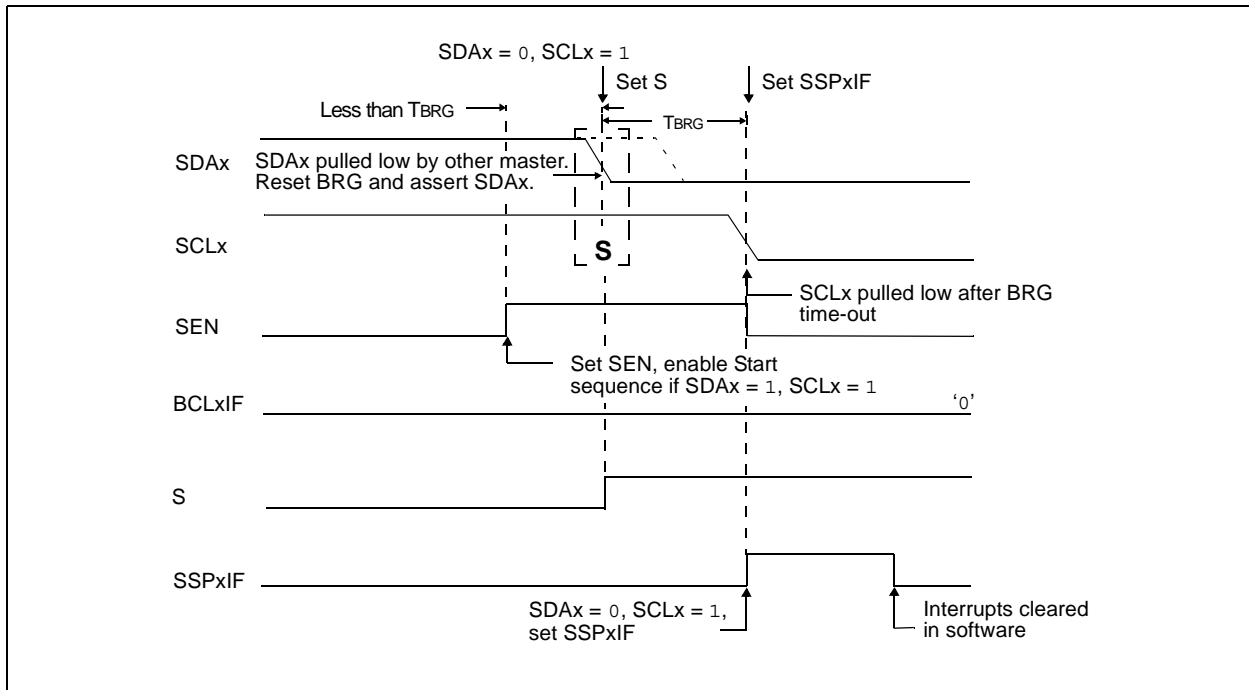 SDAx = 0, SCLx = 1
Set S
Set SSPxIF
Less than TBRG
TBRG
SDAx
SDAx pulled low by other master.
Reset BRG and assert SDAx.
SCLx
S
SCLx pulled low after BRG
time-out
SEN
Set SEN, enable Start
sequence if SDAx = 1, SCLx = 1
BCLxIF
‘0’
S
SSPxIF
SDAx = 0, SCLx = 1,
set SSPxIF
Interrupts cleared
in software